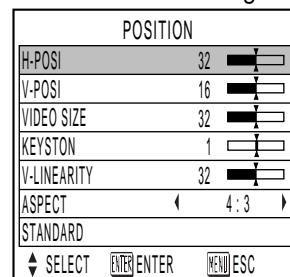 POSITION
H-POSI 32
V-POSI 16
VIDEO SIZE 32
KEYSTON 1
V-LINEARITY 32
ASPECT 4 : 3
STANDARD
SELECT ENTER ENTER MENU ESC